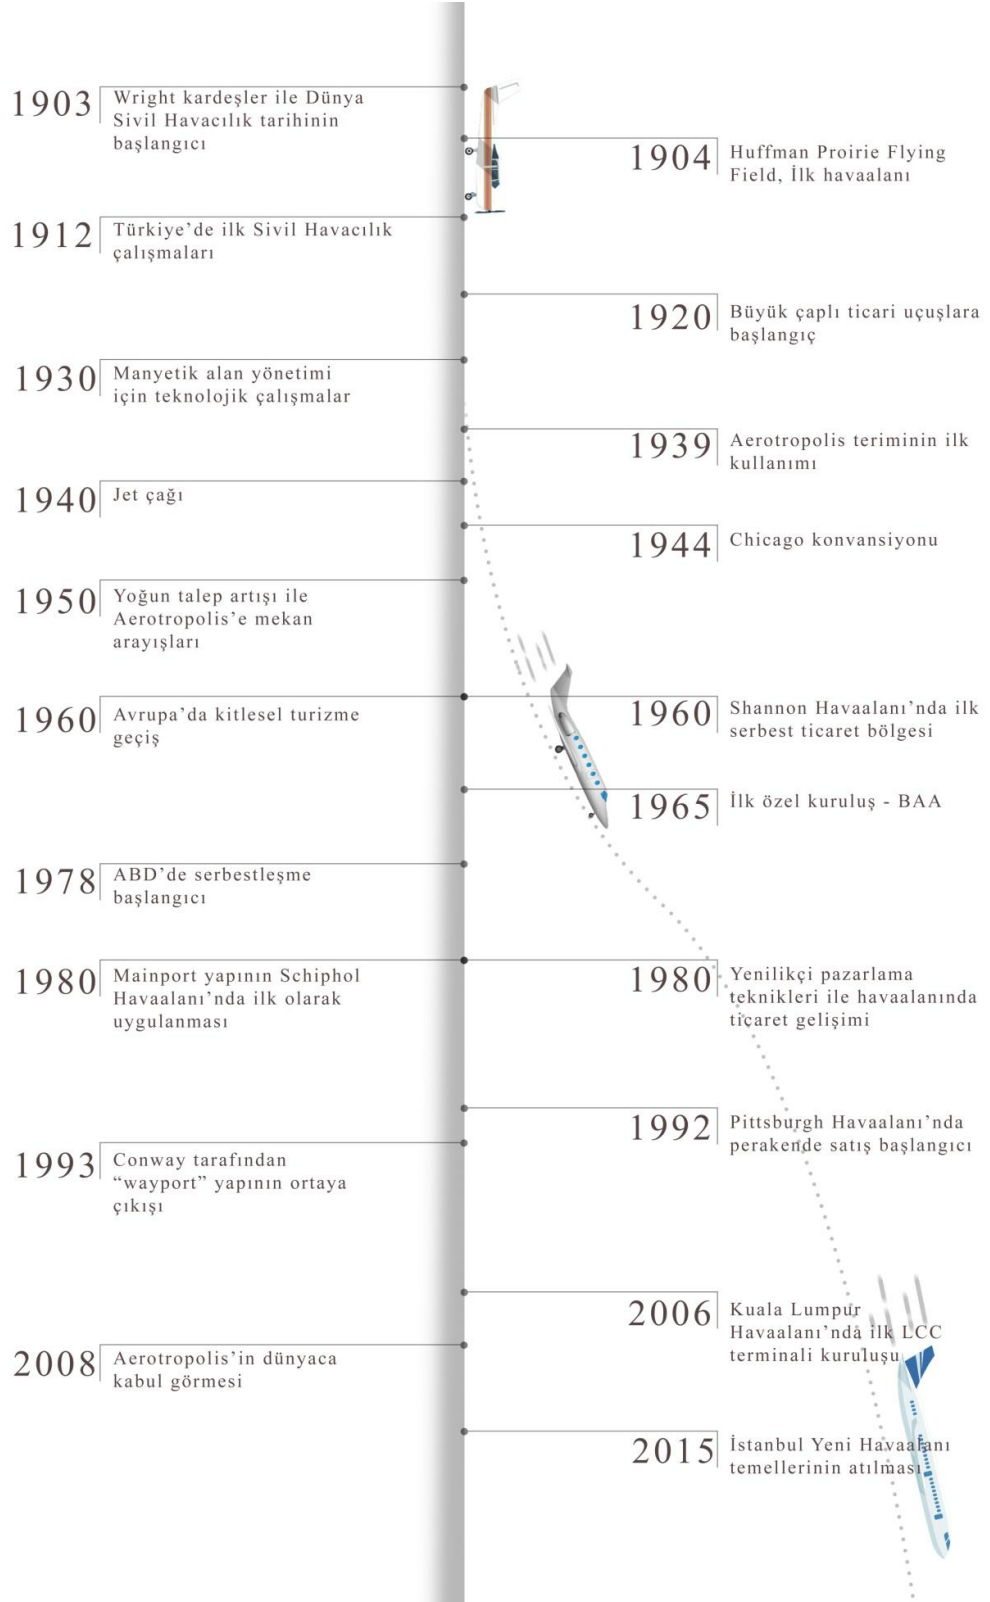 1903
Wright kardeşler ile Dünya
Sivil Havacılık tarihinin
başlangıcı
1904
Huffman Proirie Flying
Field, İlk havaalanı
1912
Türkiye’de ilk Sivil Havacılık
çalışmaları
1920
Büyük çaplı ticari uçuşlara
başlangıç
1930
Manyetik alan yönetimi
için teknolojik çalışmalar
1939
Aerotropolis teriminin ilk
kullanımı
1940
Jet çağı
1944
Chicago konvansiyonu
1950
Yoğun talep artışı ile
Aerotropolis’e mekan
arayışları
1960
Avrupa’da kitlesel turizme
geçiş
1960
Shannon Havaalanı’nda ilk
serbest ticaret bölgesi
1965
İlk özel kuruluş - BAA
1978
ABD’de serbestleşme
başlangıcı
1980
Mainport yapının Schiphol
Havaalanı’nda ilk olarak
uygulanması
1980
Yenilikçi pazarlama
teknikleri ile havaalanında
ticaret gelişimi
1992
Pittsburgh Havaalanı’nda
perakende satış başlangıcı
1993
Conway tarafından
“wayport” yapının ortaya
çıkışı
2006
Kuala Lumpur
Havaalanı’nda ilk LCC
terminali kuruluşu
2008
Aerotropolis’in dünyaca
kabul görmesi
2015
İstanbul Yeni Havaalanı
temellerinin atılması